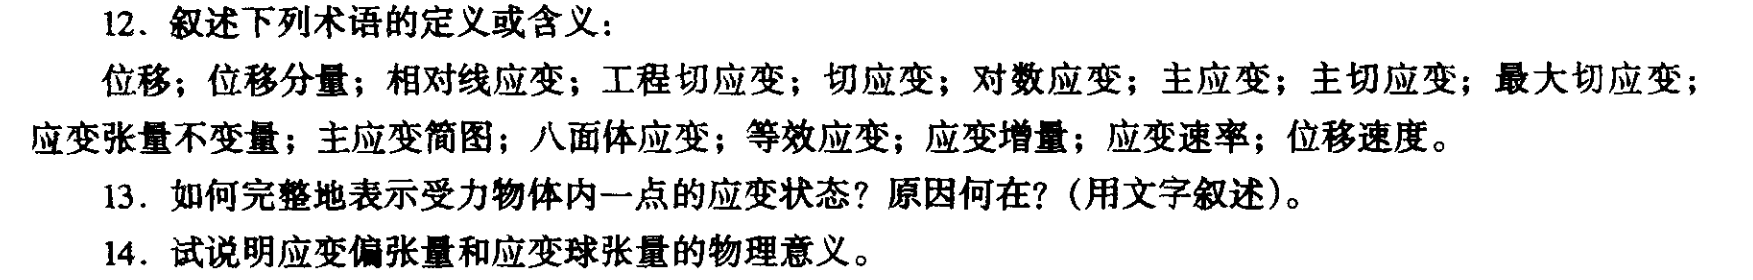 12. 叙述下列术语的定义或含义：
位移；位移分量；相对线应变；工程切应变；切应变；对数应变；主应变；主切应变；最大切应变；
应变张量不变量；主应变简图；八面体应变；等效应变；应变增量；应变速率；位移速度。
13. 如何完整地表示受力物体内一点的应变状态？原因何在？（用文字叙述）。
14. 试说明应变偏张量和应变球张量的物理意义。